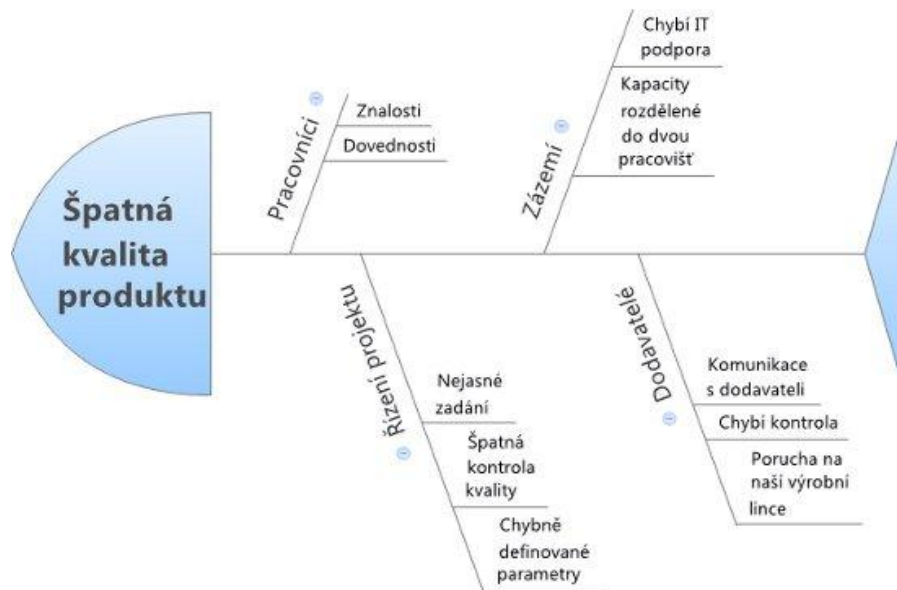 Špatná
kvalita
produktu
Pracovníci
Znalosti
Dovednosti
Zázemí
Chybí IT
podpora
Kapacity
rozdělené
do dvou
pracovišť
Řízení projektu
Nejasné
zadání
Špatná
kontrola
kvality
Chybně
definované
parametry
Dodavatelé
Komunikace
s dodavateli
Chybí kontrola
Porucha na
naší výrobní
lince